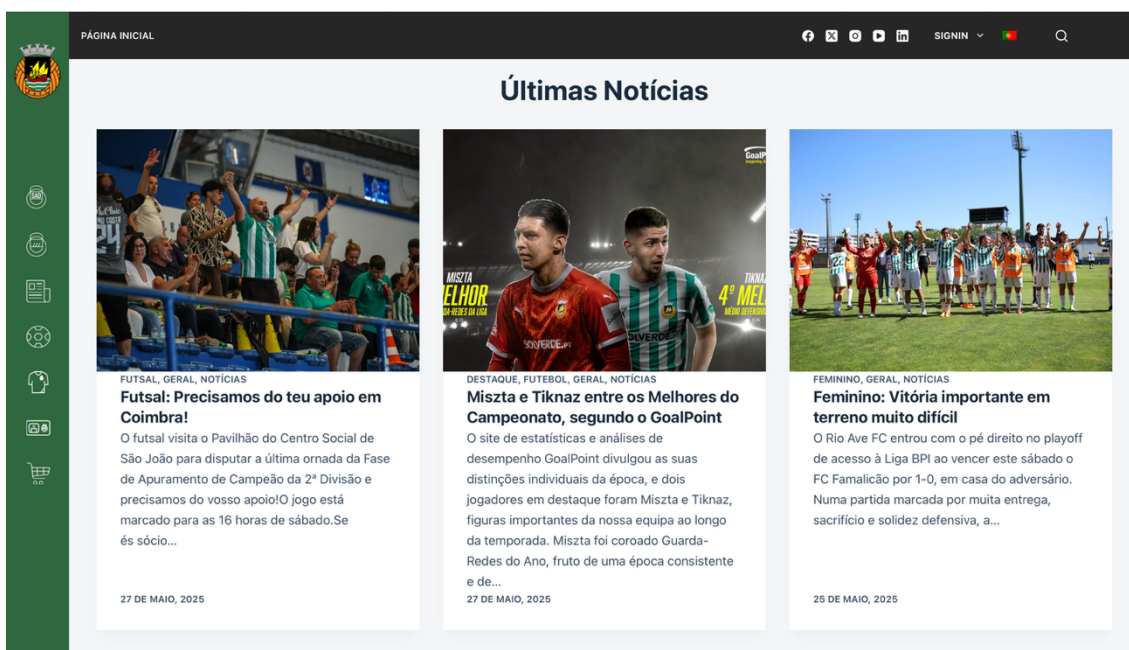 PÁGINA INICIAL
SIGNIN
Últimas Notícias
GoalP
MISZTA
ELHOR
DA-REDES DA LIGA
TIKNAZ
4º MEL
MÉDIO DEFENSIVO
SOLVERDE.PT
OLVERDE
22
24
SAD
FUTSAL, GERAL, NOTÍCIAS
Futsal: Precisamos do teu apoio em
Coimbra!
O futsal visita o Pavilhão do Centro Social de
São João para disputar a última ornada da Fase
de Apuramento de Campeão da 2ª Divisão e
precisamos do vosso apoio!O jogo está
marcado para as 16 horas de sábado.Se
és sócio...
27 DE MAIO, 2025
DESTAQUE, FUTEBOL, GERAL, NOTÍCIAS
Miszta e Tiknaz entre os Melhores do
Campeonato, segundo o GoalPoint
O site de estatísticas e análises de
desempenho GoalPoint divulgou as suas
distinções individuais da época, e dois
jogadores em destaque foram Miszta e Tiknaz,
figuras importantes da nossa equipa ao longo
da temporada. Miszta foi coroado Guarda-
Redes do Ano, fruto de uma época consistente
e de...
27 DE MAIO, 2025
FEMININO, GERAL, NOTÍCIAS
Feminino: Vitória importante em
terreno muito difícil
O Rio Ave FC entrou com o pé direito no playoff
de acesso à Liga BPI ao vencer este sábado o
FC Famalicão por 1-0, em casa do adversário.
Numa partida marcada por muita entrega,
sacrifício e solidez defensiva, a...
25 DE MAIO, 2025